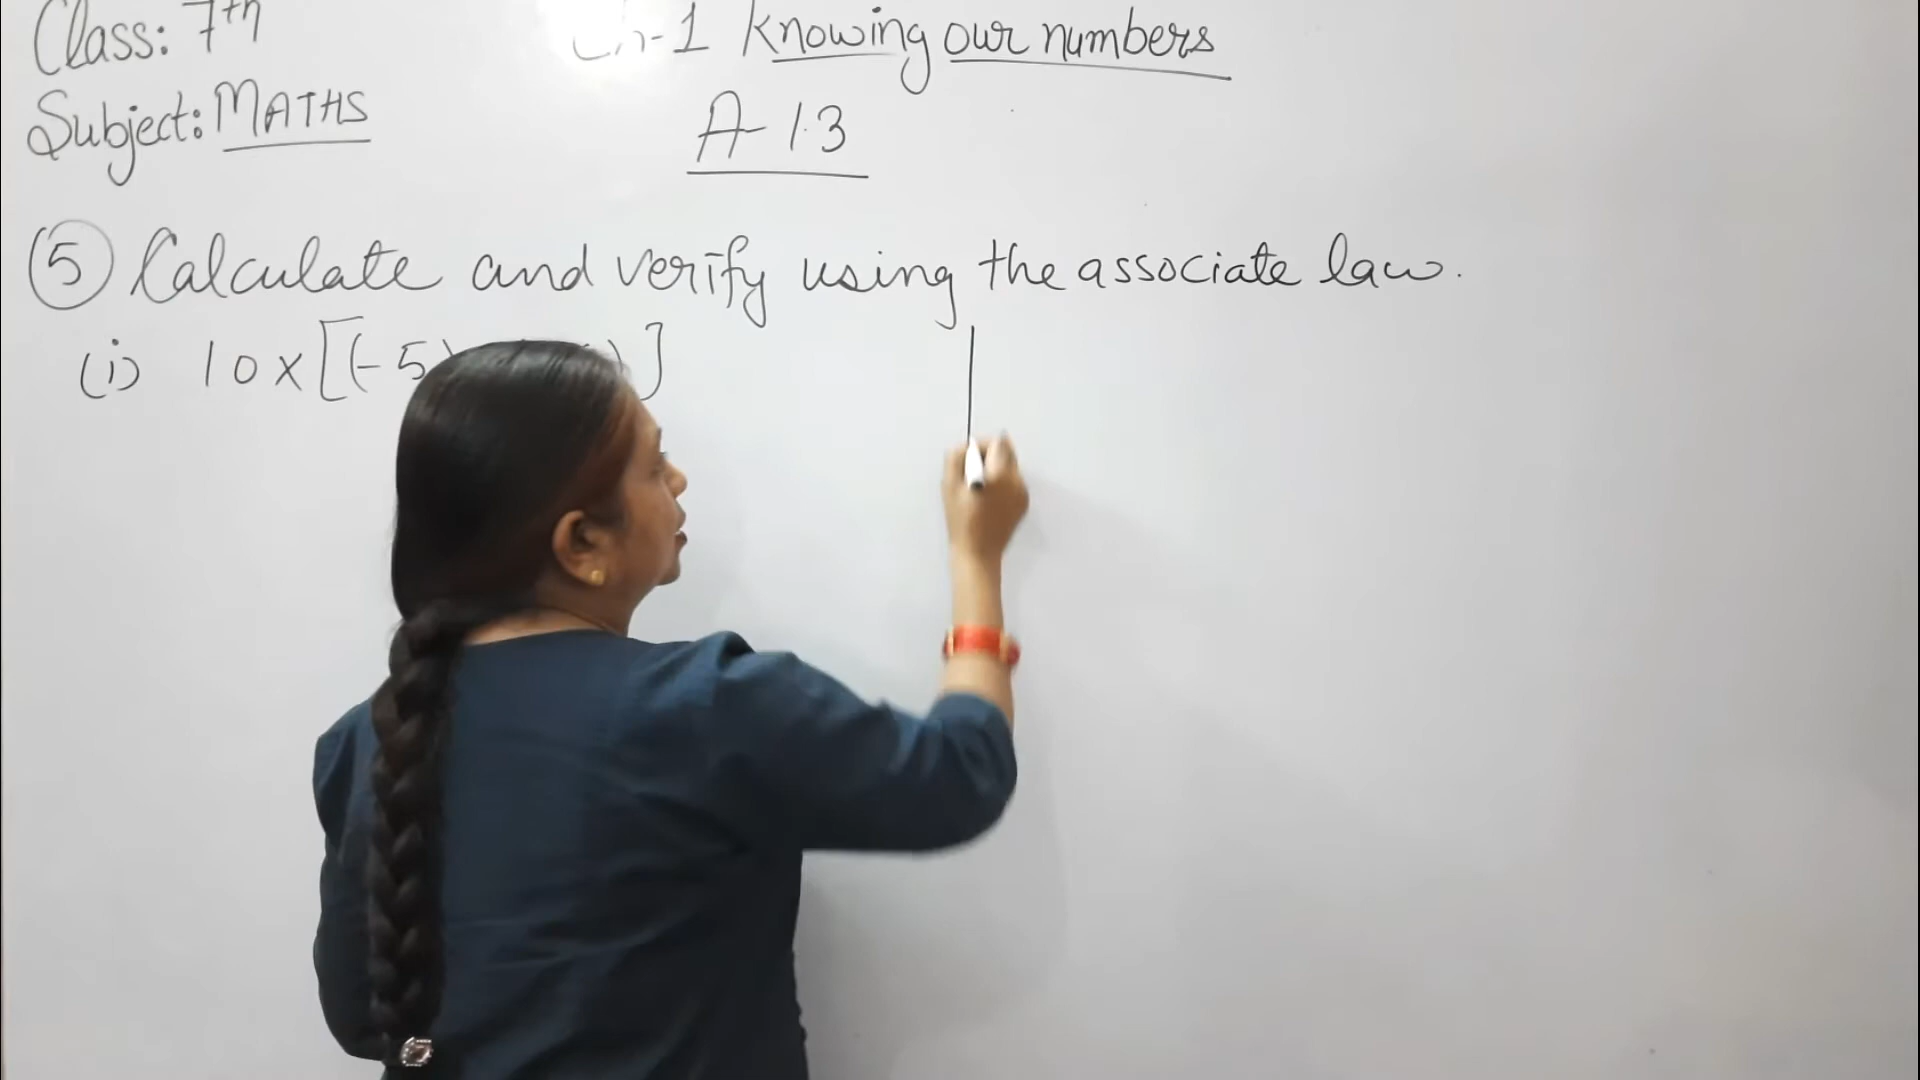 Class: 7th
Ch-1 Knowing our numbers
Subject: MATHS
A 1.3
5 Calculate and verify using the associate law.
(i) 10 x [(-5) )]